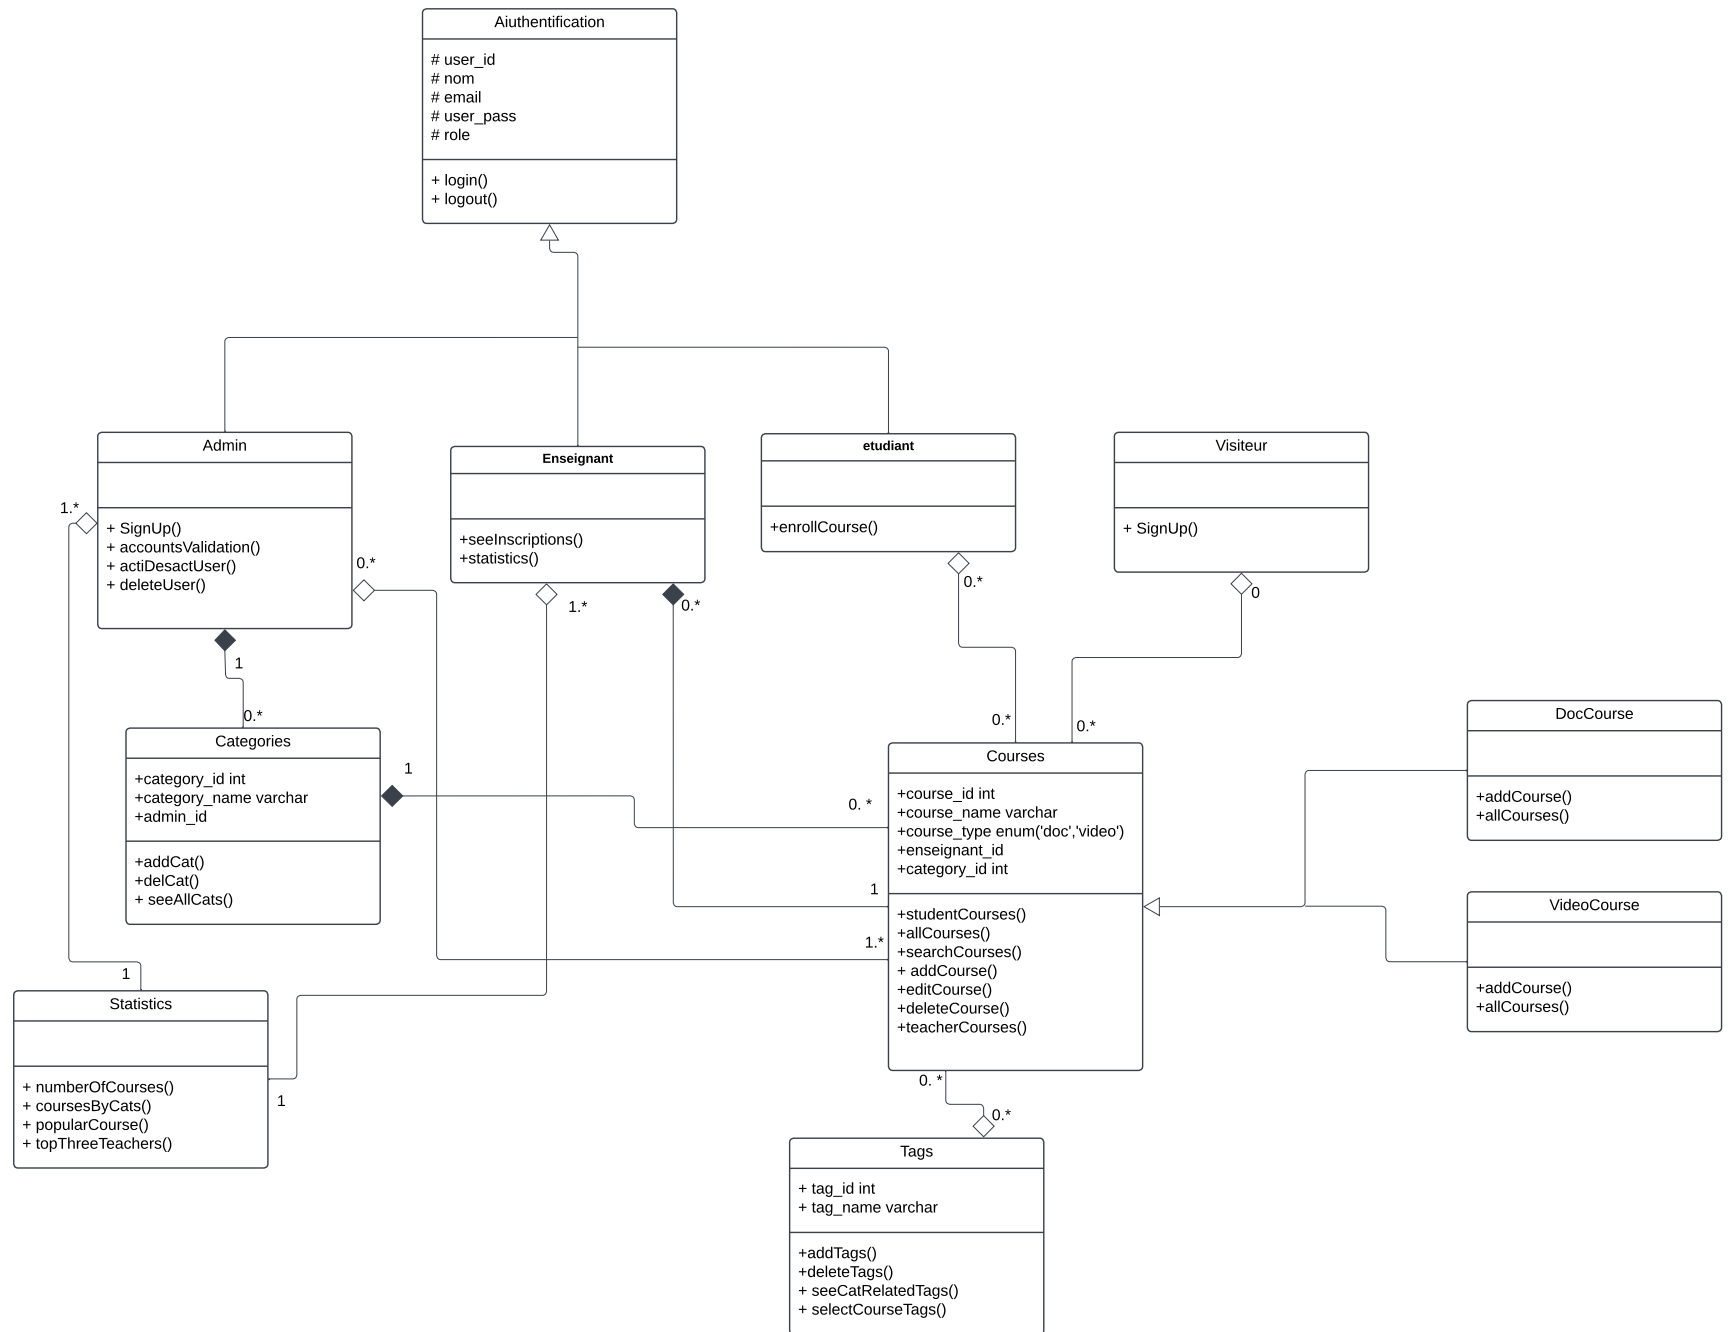 Aiuthentification
# user_id
# nom
# email
# user_pass
# role
+ login()
+ logout()
Admin
+ SignUp()
+ accountsValidation()
+ actiDesactUser()
+ deleteUser()
Enseignant
+seeInscriptions()
+statistics()
etudiant
+enrollCourse()
Visiteur
+ SignUp()
1.*
0.*
1.*
0.*
0.*
0
1
0.*
0.*
0.*
Categories
+category_id int
+category_name varchar
+admin_id
+addCat()
+delCat()
+ seeAllCats()
1
0. *
1
1.*
Courses
+course_id int
+course_name varchar
+course_type enum('doc','video')
+enseignant_id
+category_id int
+studentCourses()
+allCourses()
+searchCourses()
+ addCourse()
+editCourse()
+deleteCourse()
+teacherCourses()
DocCourse
+addCourse()
+allCourses()
VideoCourse
+addCourse()
+allCourses()
1
Statistics
+ numberOfCourses()
+ coursesByCats()
+ popularCourse()
+ topThreeTeachers()
1
0. *
0.*
Tags
+ tag_id int
+ tag_name varchar
+addTags()
+deleteTags()
+ seeCatRelatedTags()
+ selectCourseTags()